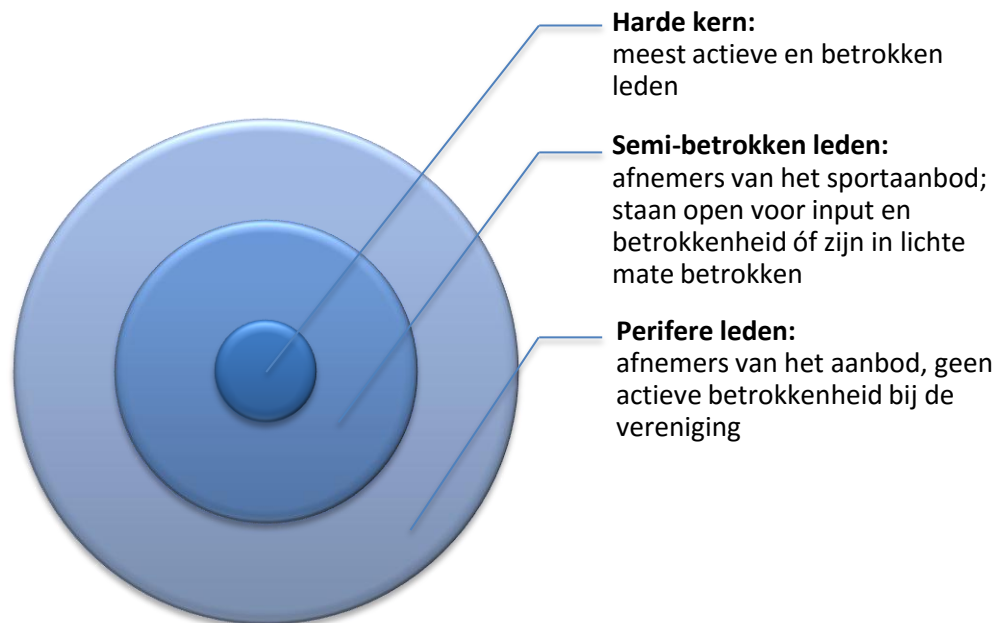 Harde kern:
meest actieve en betrokken
leden
Semi-betrokken leden:
afnemers van het sportaanbod;
staan open voor input en
betrokkenheid óf zijn in lichte
mate betrokken
Perifere leden:
afnemers van het aanbod, geen
actieve betrokkenheid bij de
vereniging